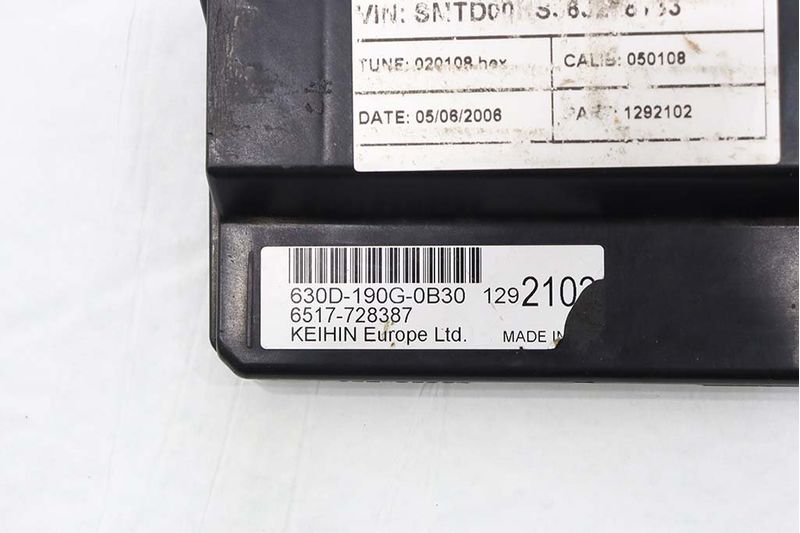 VIN:
TUNE: 020108.hex
CALIB: 050108
DATE: 05/06/2006
1292102
630D-190G-0B30 1292102
6517-728387
KEIHIN Europe Ltd. MADE IN